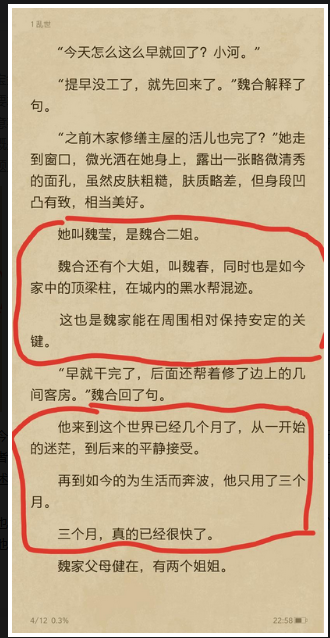 1 乱世
“今天怎么这么早就回了？小河。”
“提早没工了，就先回来了。”魏合解释了
句。
“之前木家修缮主屋的活儿也完了？”她走
到窗口，微光洒在她身上，露出一张略微清秀
的面孔，虽然皮肤粗糙，肤质略差，但身段凹
凸有致，相当美好。
她叫魏莹，是魏合二姐。
魏合还有个大姐，叫魏春，同时也是如今
家中的顶梁柱，在城内的黑水帮混迹。
这也是魏家能在周围相对保持安定的关
键。
“早就干完了，后面还帮着修了边上的几
间客房。”魏合回了句。
他来到这个世界已经几个月了，从一开始
的迷茫，到后来的平静接受。
再到如今的为生活而奔波，他只用了三个
月。
三个月，真的已经很快了。
魏家父母健在，有两个姐姐。
4/12 0.3%
22:58